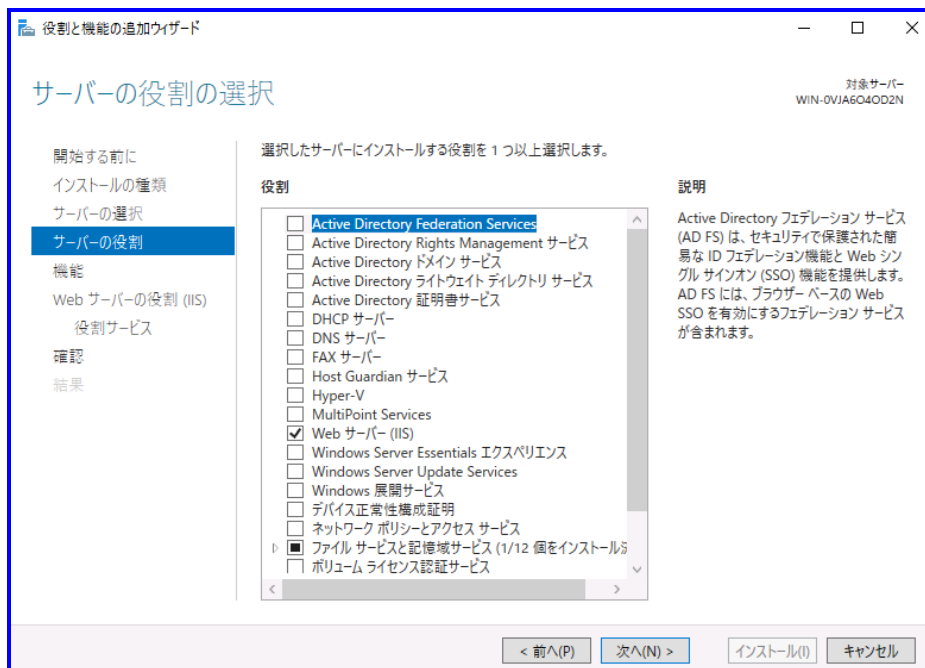 役割と機能の追加ウィザード
サーバーの役割の選択
対象サーバー
WIN-0VJA6O4OD2N
開始する前に
インストールの種類
サーバーの選択
サーバーの役割
機能
Web サーバーの役割 (IIS)
役割サービス
確認
結果
選択したサーバーにインストールする役割を 1 つ以上選択します。
役割
Active Directory Federation Services
Active Directory Rights Management サービス
Active Directory ドメイン サービス
Active Directory ライトウェイト ディレクトリ サービス
Active Directory 証明書サービス
DHCP サーバー
DNS サーバー
FAX サーバー
Host Guardian サービス
Hyper-V
MultiPoint Services
Web サーバー (IIS)
Windows Server Essentials エクスペリエンス
Windows Server Update Services
Windows 展開サービス
デバイス正常性構成証明
ネットワーク ポリシーとアクセス サービス
ファイル サービスと記憶域サービス (1/12 個をインストール済
ボリューム ライセンス認証サービス
説明
Active Directory フェデレーション サービス
(AD FS) は、セキュリティで保護された簡
易な ID フェデレーション機能と Web シン
グル サインオン (SSO) 機能を提供します。
AD FS には、ブラウザー ベースの Web
SSO を有効にするフェデレーション サービス
が含まれます。
< 前へ(P)
次へ(N) >
インストール(I)
キャンセル